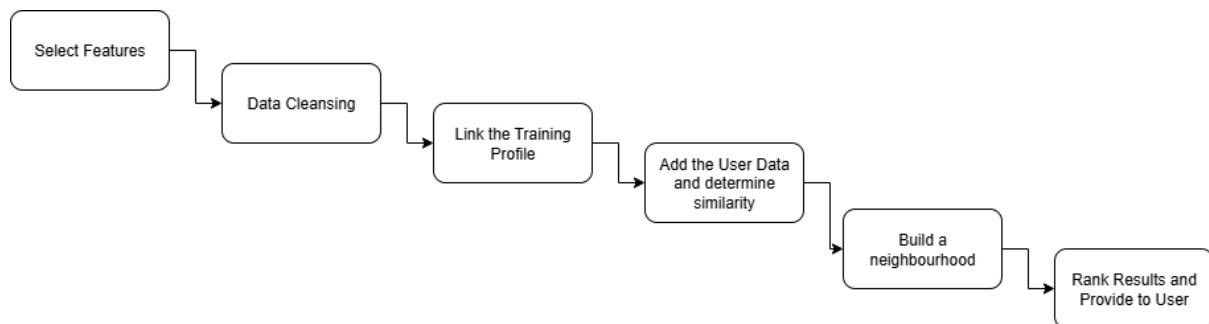 Select Features
Data Cleansing
Link the Training
Profile
Add the User Data
and determine
similarity
Build a
neighbourhood
Rank Results and
Provide to User